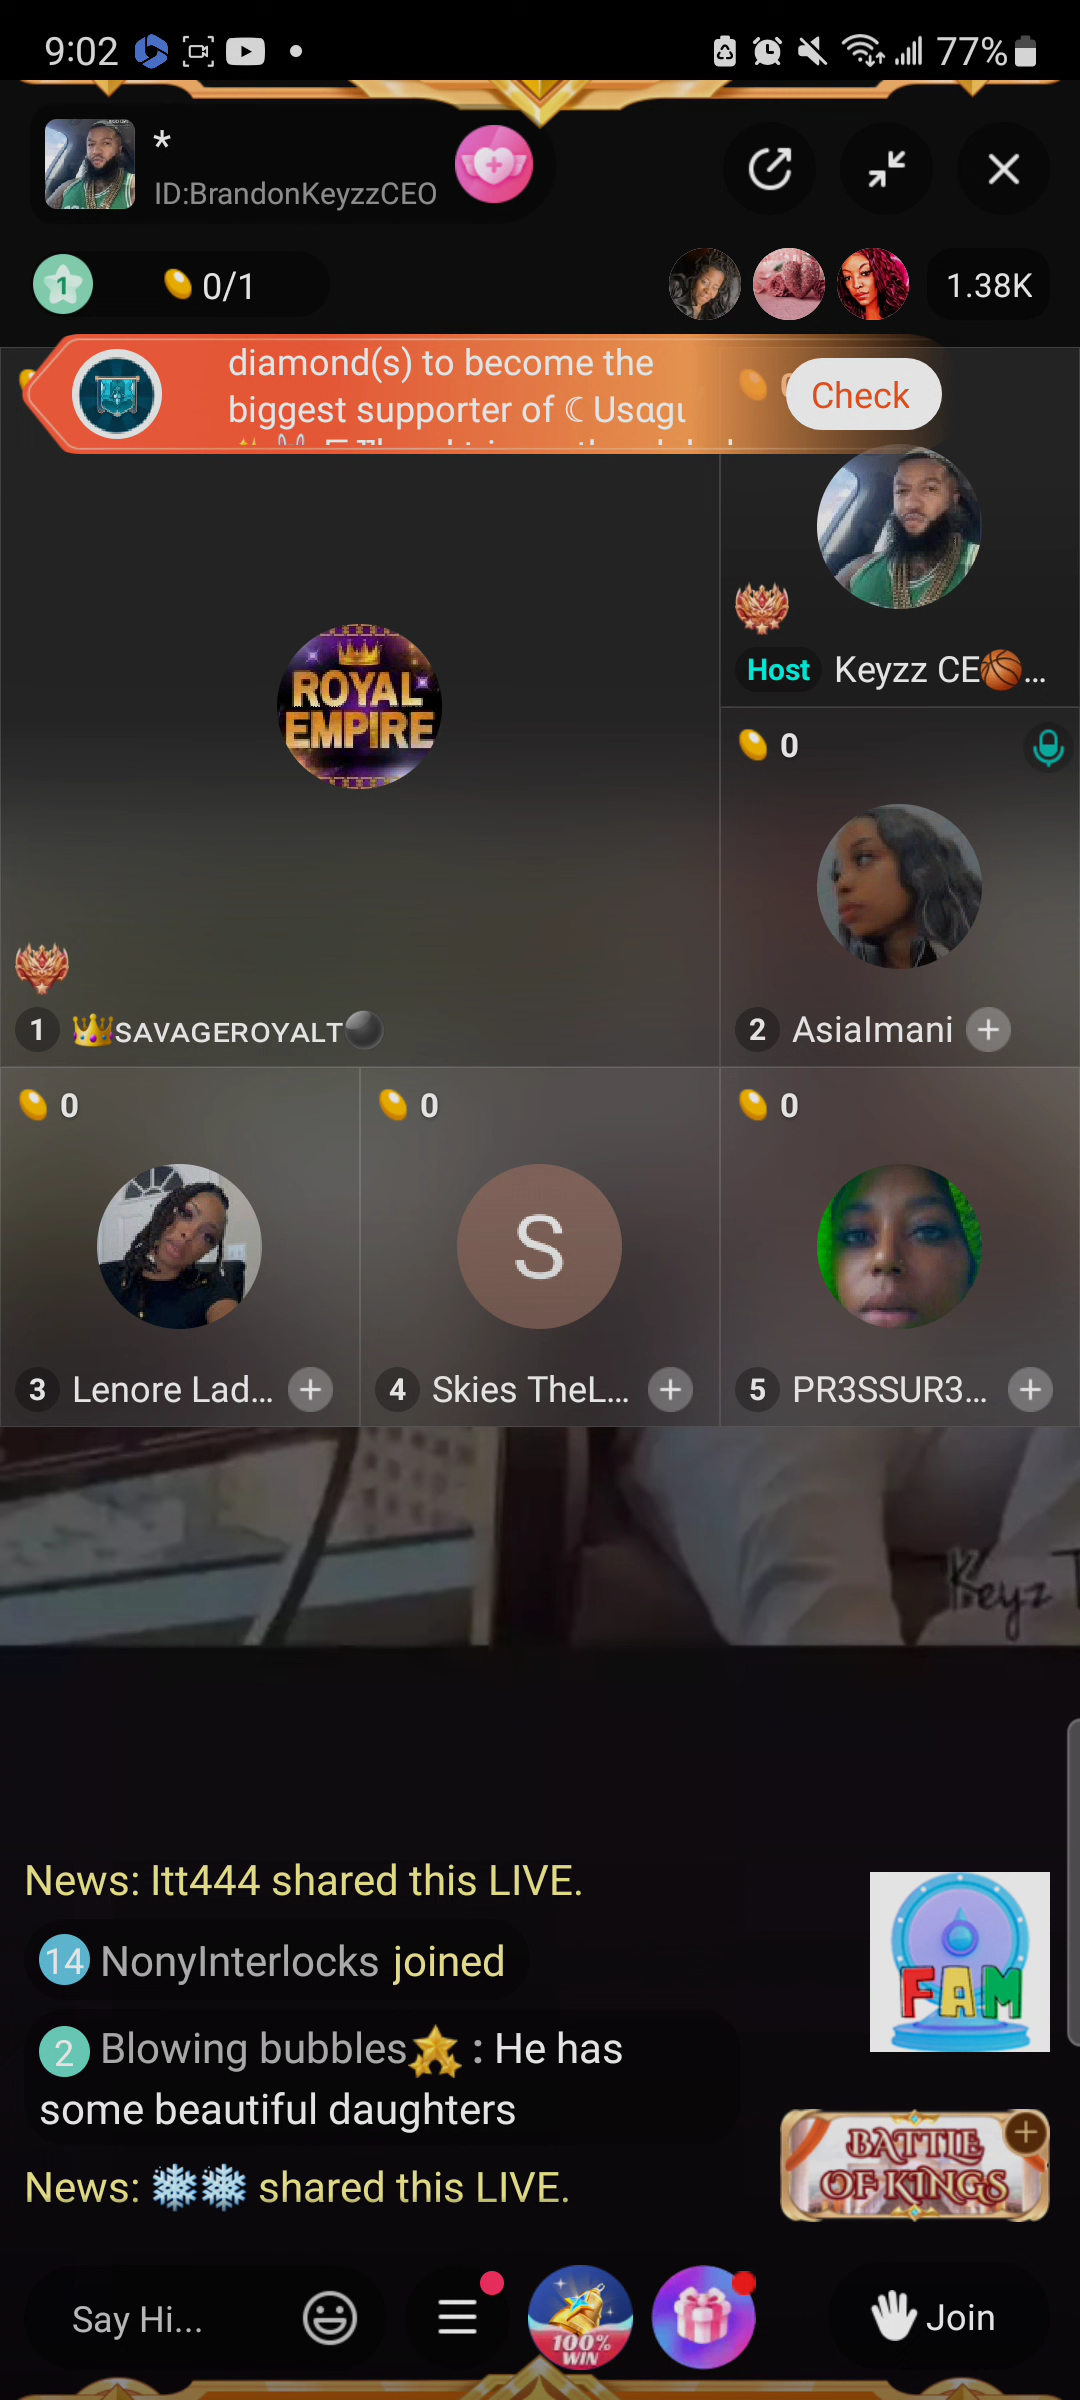 9:02
77%
*
ID:BrandonKeyzzCEO
1
0/1
1.38K
diamond(s) to become the
biggest supporter of ☾Usagı
Check
ROYAL
EMPIRE
Host Keyzz CE🏀...
0
1 👑SAVAGEROYALT
2 AsiaImani +
0
0
0
S
3 Lenore Lad... +
4 Skies TheL... +
5 PR3SSUR3... +
Keyz T
News: Itt444 shared this LIVE.
14 NonyInterlocks joined
2 Blowing bubbles : He has
some beautiful daughters
FAM
BATTLE
OF KINGS
News: ❄❄ shared this LIVE.
Say Hi...
100%
WIN
Join